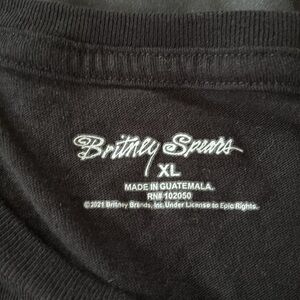 Britney Spears
XL
MADE IN GUATEMALA.
RN# 102050
©2021 Britney Brands, Inc. Under License to Epic Rights.